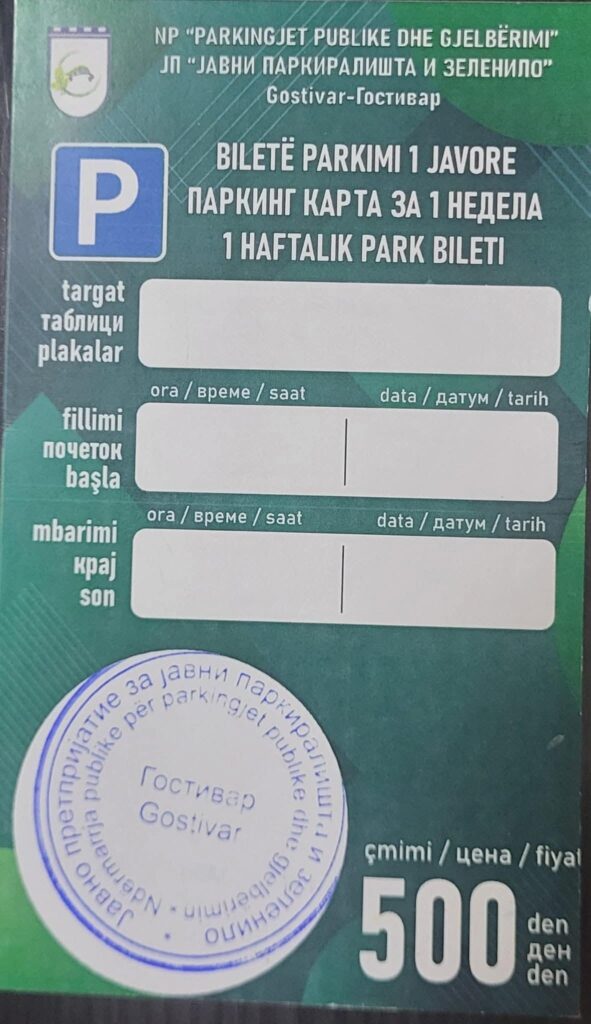 NP “PARKINGJET PUBLIKE DHE GJELBËRIMI”
ЈП “ЈАВНИ ПАРКИРАЛИШТА И ЗЕЛЕНИЛО”
Gostivar-Гостивар
P
BILETË PARKIMI 1 JAVORE
ПАРКИНГ КАРТА ЗА 1 НЕДЕЛА
1 HAFTALIK PARK BILETI
targat
таблици
plakalar
ora / време / saat
data / датум / tarih
fillimi
почеток
başla
ora / време / saat
data / датум / tarih
mbarimi
крај
son
Јавно претпријатие за јавни паркиралишта и зеленило
Ndërmarrja publike për parkingjet publike dhe gjelberimin
Гостивар
Gostivar
çmimi / цена / fiyat
500
den
ден
den